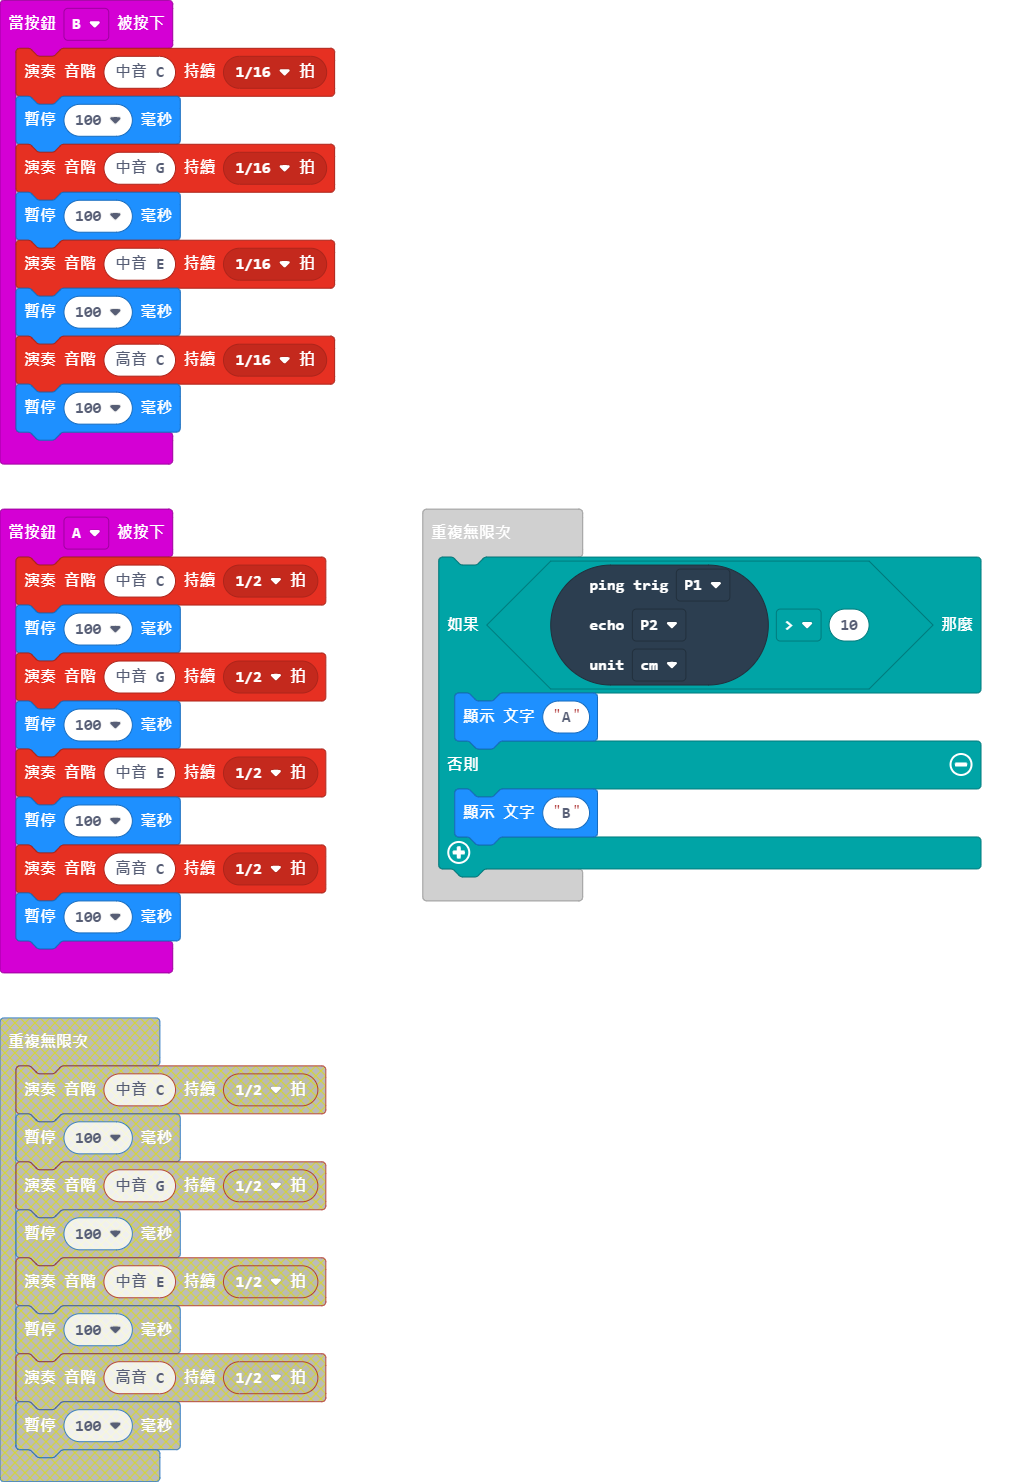 當按鈕 B 被按下
演奏 音階 中音 C 持續 1/16 拍
暫停 100 毫秒
演奏 音階 中音 G 持續 1/16 拍
暫停 100 毫秒
演奏 音階 中音 E 持續 1/16 拍
暫停 100 毫秒
演奏 音階 高音 C 持續 1/16 拍
暫停 100 毫秒
當按鈕 A 被按下
演奏 音階 中音 C 持續 1/2 拍
暫停 100 毫秒
演奏 音階 中音 G 持續 1/2 拍
暫停 100 毫秒
演奏 音階 中音 E 持續 1/2 拍
暫停 100 毫秒
演奏 音階 高音 C 持續 1/2 拍
暫停 100 毫秒
重複無限次
ping trig P1
如果 echo P2 > 10 那麼
unit cm
顯示 文字 "A"
否則
顯示 文字 "B"
重複無限次
演奏 音階 中音 C 持續 1/2 拍
暫停 100 毫秒
演奏 音階 中音 G 持續 1/2 拍
暫停 100 毫秒
演奏 音階 中音 E 持續 1/2 拍
暫停 100 毫秒
演奏 音階 高音 C 持續 1/2 拍
暫停 100 毫秒